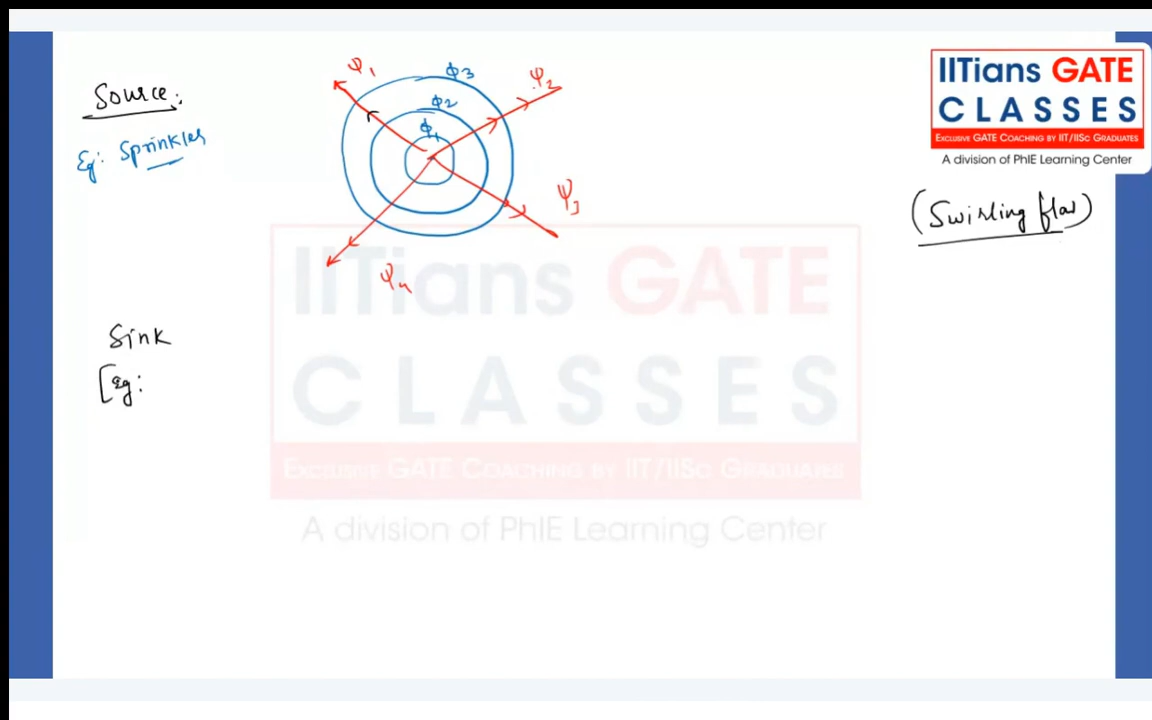 Source:
Eg: Sprinkler
ψ1
ϕ3
ψ2
ϕ2
ϕ1
ψ3
ψ4
IITians GATE
CLASSES
EXCLUSIVE GATE COACHING BY IIT/IISC GRADUATES
A division of PhIE Learning Center
(Swirling flow)
Sink
[Eg:
IITians GATE
CLASSES
EXCLUSIVE GATE COACHING BY IIT/IISC GRADUATES
A division of PhIE Learning Center